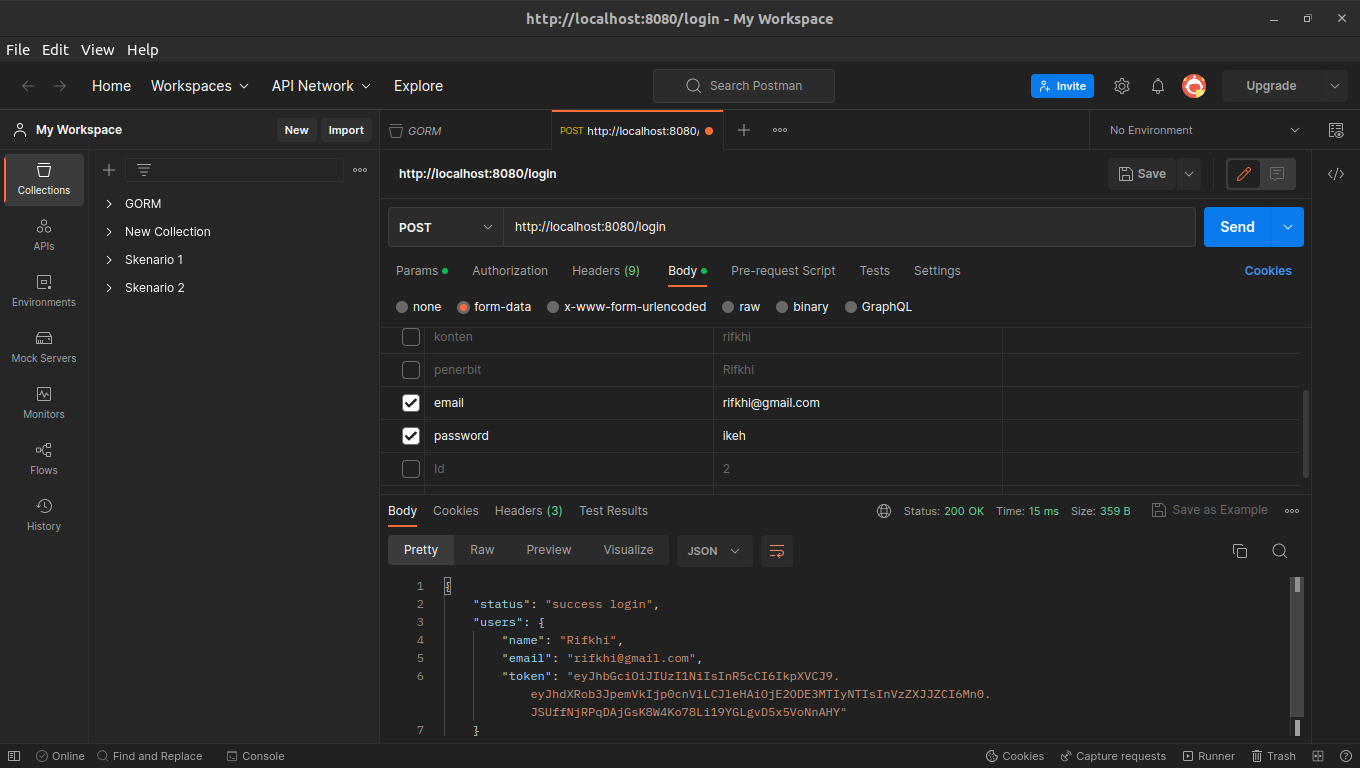 http://localhost:8080/login - My Workspace
File Edit View Help
Home Workspaces API Network Explore
Search Postman
Invite
Upgrade
My Workspace
New Import
GORM
POST http://localhost:8080/
No Environment
Collections
APIs
Environments
Mock Servers
Monitors
Flows
History
GORM
New Collection
Skenario 1
Skenario 2
http://localhost:8080/login
Save
POST
http://localhost:8080/login
Send
Params Authorization Headers (9) Body Pre-request Script Tests Settings
Cookies
none form-data x-www-form-urlencoded raw binary GraphQL
konten rifkhi
penerbit Rifkhi
email rifkhi@gmail.com
password ikeh
Id 2
Body Cookies Headers (3) Test Results
Status: 200 OK Time: 15 ms Size: 359 B
Save as Example
Pretty Raw Preview Visualize JSON
1 {
2 "status": "success login",
3 "users": {
4 "name": "Rifkhi",
5 "email": "rifkhi@gmail.com",
6 "token": "eyJhbGciOiJIUzI1NiIsInR5cCI6IkpXVCJ9.
eyJhdXRob3JpemVkIjp0cnVlLCJleHAiOjE2ODE3MTIyNTIsInVzZXJJZCI6Mn0.
JSUffNjRPqDAjGsK8W4Ko78Li19YGLgvD5x5VoNnAHY"
7 }
Online Find and Replace Console
Cookies Capture requests Runner Trash